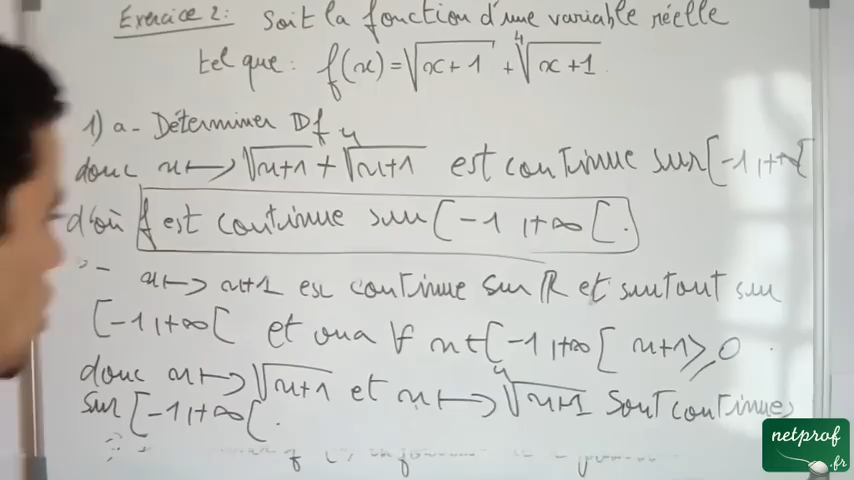 Exercice 2: Soit la fonction d'une variable réelle
tel que: f(x) = √x+1 + ⁴√x+1
1) a- Déterminer Df
donc x ↦ √x+1 + ⁴√x+1 est continue sur [-1,+∞[
d'où f est continue sur [-1,+∞[.
x ↦ x+1 est continue sur ℝ et surtout sur
[-1,+∞[ et on a ∀ x ∈ [-1,+∞[ x+1 ≥ 0
donc x ↦ √x+1 et x ↦ ⁴√x+1 sont continues
sur [-1,+∞[.
netprof
.fr